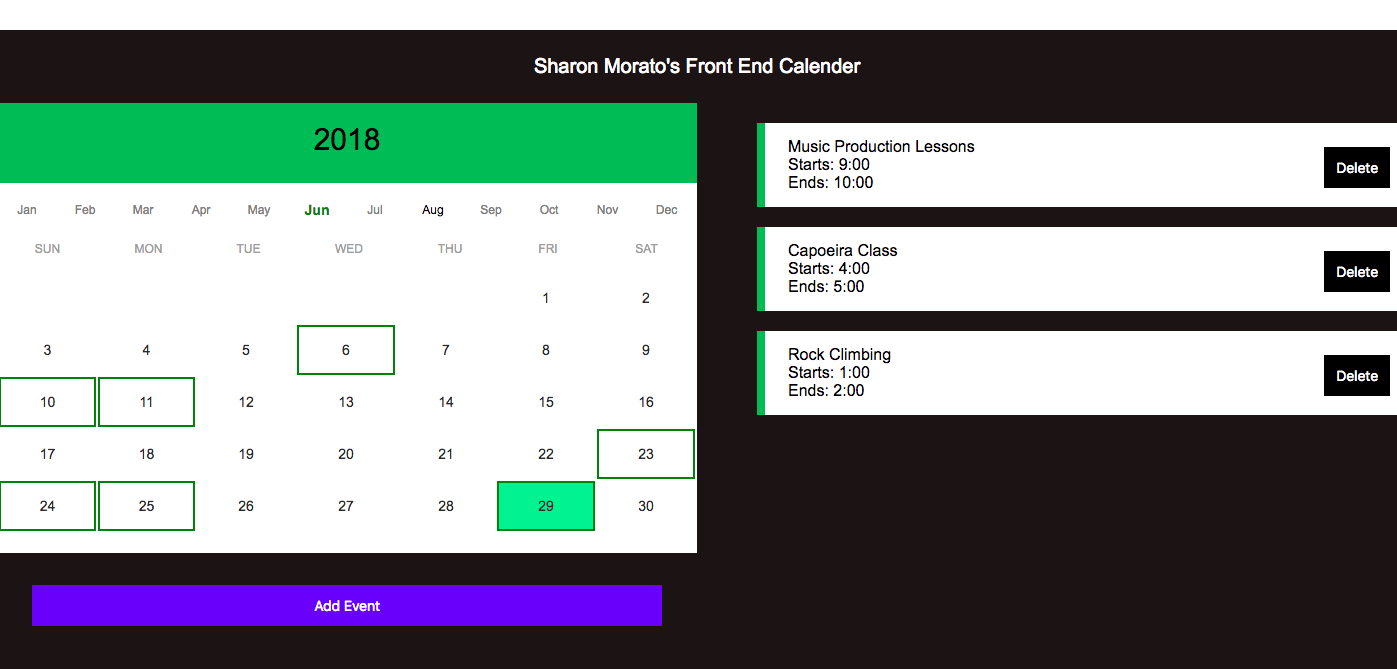 Sharon Morato's Front End Calender
2018
Jan Feb Mar Apr May Jun Jul Aug Sep Oct Nov Dec
SUN MON TUE WED THU FRI SAT
1 2
3 4 5 6 7 8 9
10 11 12 13 14 15 16
17 18 19 20 21 22 23
24 25 26 27 28 29 30
Add Event
Music Production Lessons
Starts: 9:00
Ends: 10:00
Delete
Capoeira Class
Starts: 4:00
Ends: 5:00
Delete
Rock Climbing
Starts: 1:00
Ends: 2:00
Delete